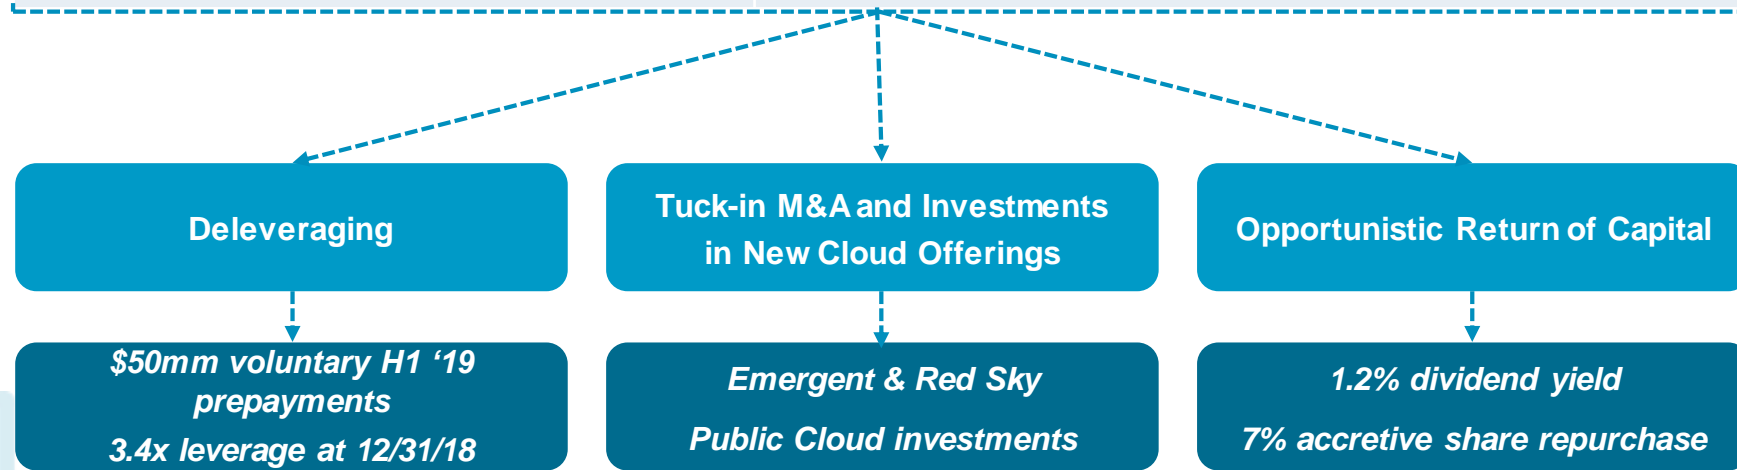 Deleveraging
Tuck-in M&A and Investments
in New Cloud Offerings
Opportunistic Return of Capital
$50mm voluntary H1 ‘19
prepayments
3.4x leverage at 12/31/18
Emergent & Red Sky
Public Cloud investments
1.2% dividend yield
7% accretive share repurchase